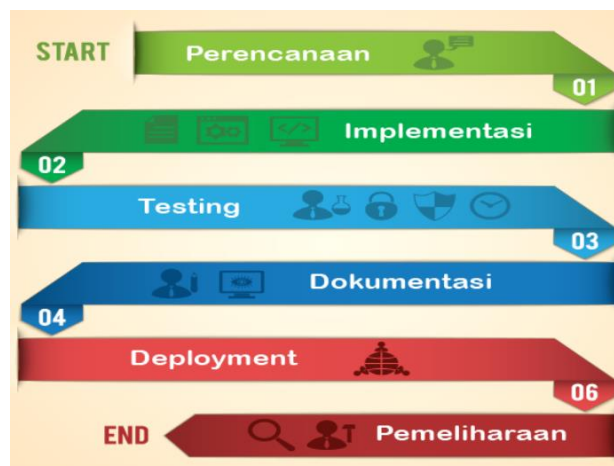 START Perencanaan
01
Implementasi
02
Testing
03
Dokumentasi
04
Deployment
06
END Pemeliharaan